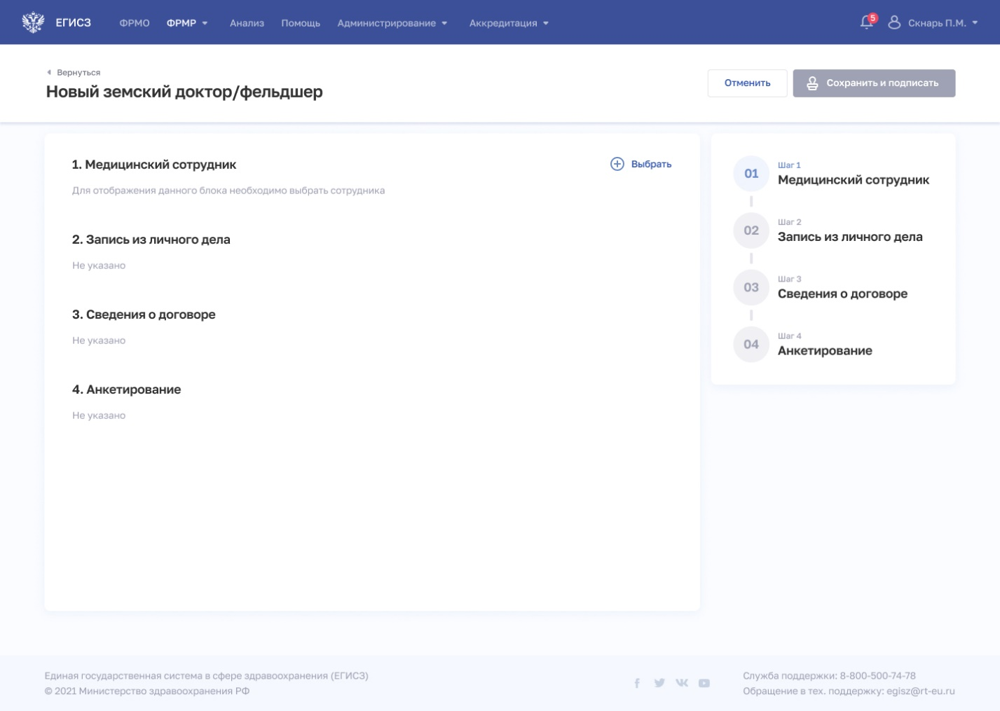 ЕГИСЗ
ФРМО
ФРМР
Анализ
Помощь
Администрирование
Аккредитация
5
Скнарь П.М.
Вернуться
Новый земский доктор/фельдшер
Отменить
Сохранить и подписать
1. Медицинский сотрудник
Выбрать
Для отображения данного блока необходимо выбрать сотрудника
2. Запись из личного дела
Не указано
3. Сведения о договоре
Не указано
4. Анкетирование
Не указано
01
Шаг 1
Медицинский сотрудник
02
Шаг 2
Запись из личного дела
03
Шаг 3
Сведения о договоре
04
Шаг 4
Анкетирование
Единая государственная система в сфере здравоохранения (ЕГИСЗ)
© 2021 Министерство здравоохранения РФ
Служба поддержки: 8-800-500-74-78
Обращение в тех. поддержку: egisz@rt-eu.ru